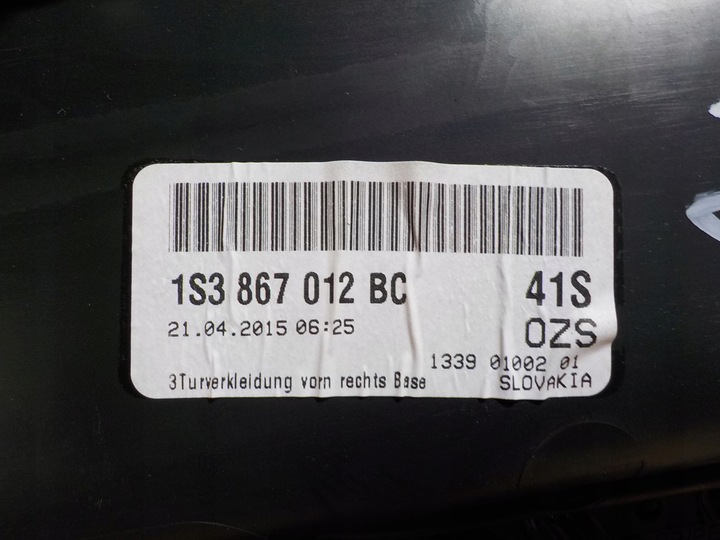 1S3 867 012 BC 41S
21.04.2015 06:25 OZS
1339 01002 01
3Turverkleidung vorn rechts Base SLOVAKIA